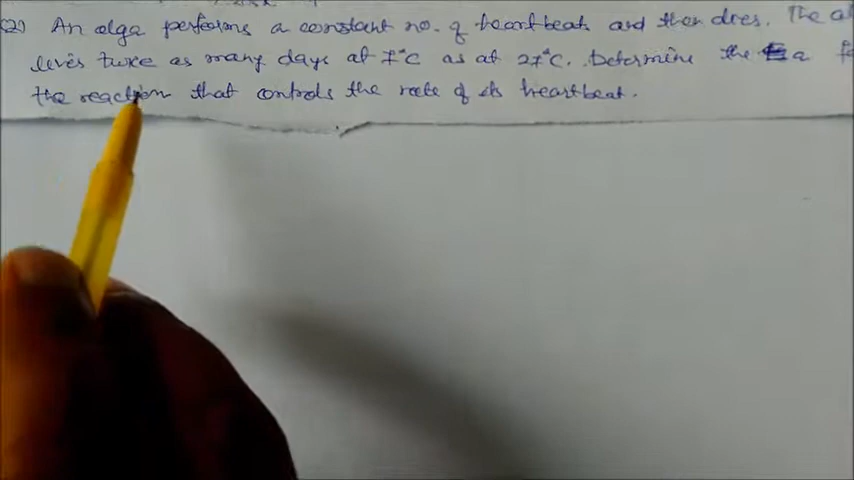 (2) An alga performs a constant no. of heartbeats and then dies. The al
lives twice as many days at 7°C as at 27°C. Determine the Ea fo
the reaction that controls the rate of its heartbeat.